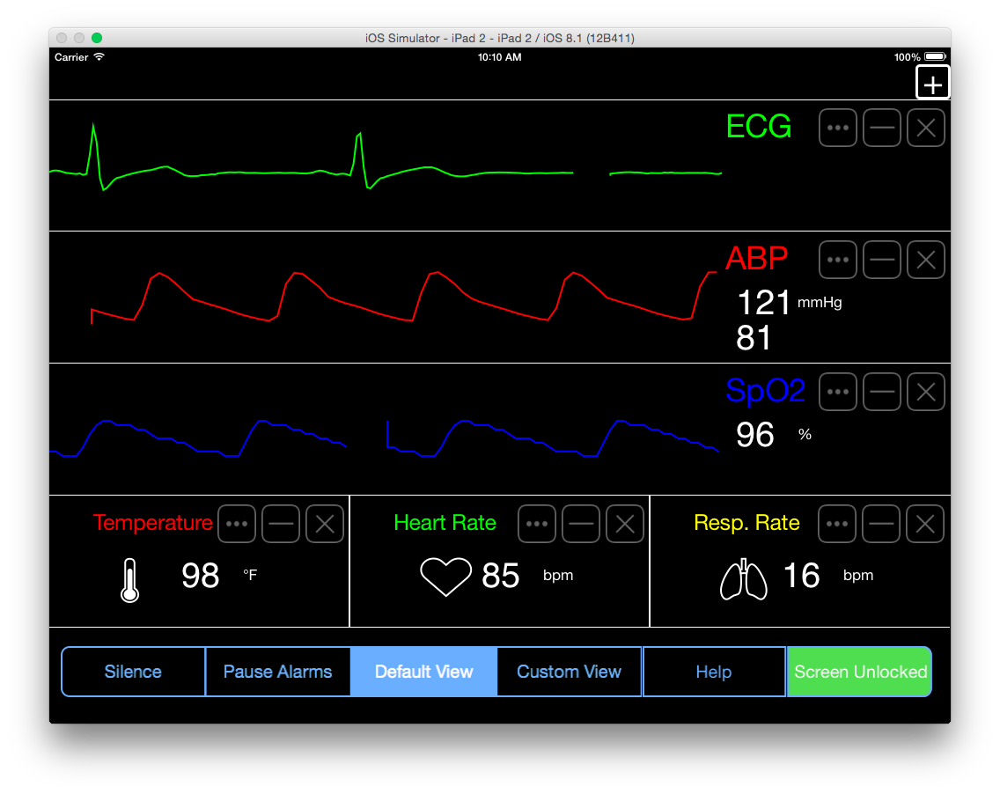 iOS Simulator - iPad 2 - iPad 2 / iOS 8.1 (12B411)
Carrier 10:10 AM 100%
ECG
ABP
121 mmHg
81
SpO2
96 %
Temperature
98 °F
Heart Rate
85 bpm
Resp. Rate
16 bpm
Silence Pause Alarms Default View Custom View Help Screen Unlocked